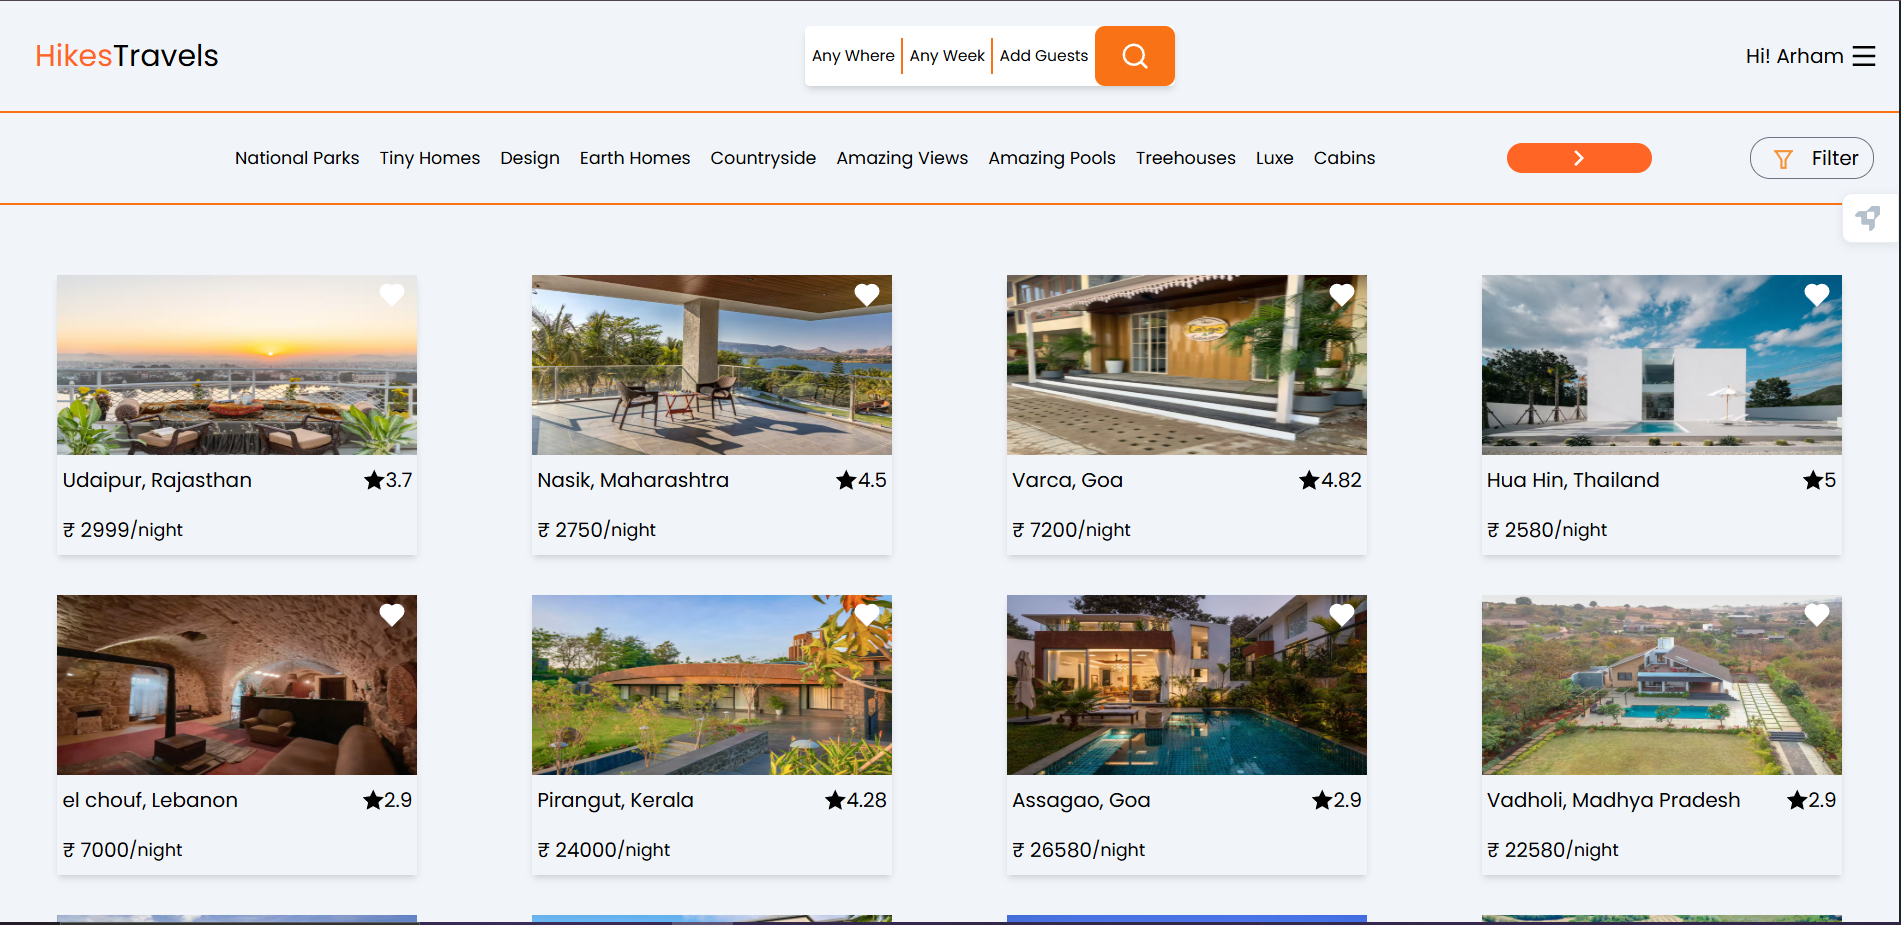 HikesTravels
Any Where
Any Week
Add Guests
Hi! Arham
National Parks
Tiny Homes
Design
Earth Homes
Countryside
Amazing Views
Amazing Pools
Treehouses
Luxe
Cabins
Filter
Udaipur, Rajasthan 3.7
₹ 2999/night
Nasik, Maharashtra 4.5
₹ 2750/night
Varca, Goa 4.82
₹ 7200/night
Hua Hin, Thailand 5
₹ 2580/night
el chouf, Lebanon 2.9
₹ 7000/night
Pirangut, Kerala 4.28
₹ 24000/night
Assagao, Goa 2.9
₹ 26580/night
Vadholi, Madhya Pradesh 2.9
₹ 22580/night